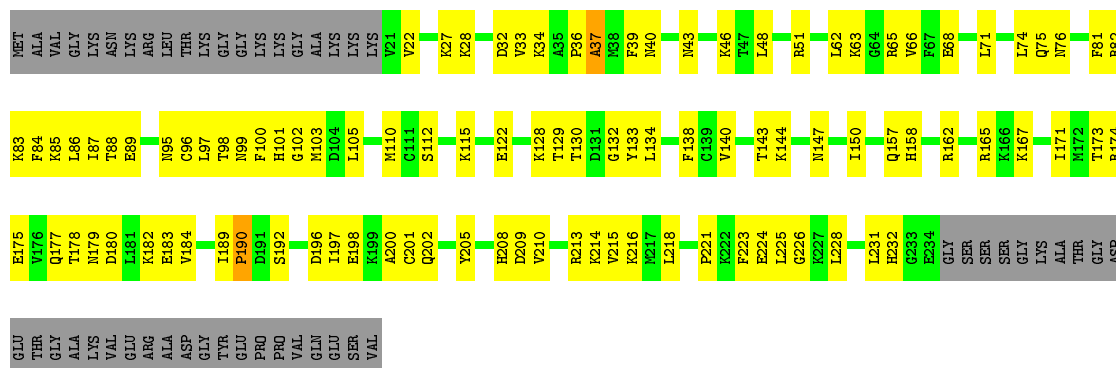 MET ALA VAL GLY LYS ASN LYS ARG LEU THR LYS GLY GLY LYS LYS GLY ALA LYS LYS LYS V21 V22 K27 K28 D32 V33 K34 A35 P36 A37 M38 F39 N40 N43 K46 T47 L48 R51 L62 K63 G64 R65 V66 F67 E68 L71 L74 Q75 N76 F81 R82
K83 F84 K85 L86 I87 T88 E89 N95 C96 L97 T98 N99 F100 H101 G102 M103 D104 L105 M110 C111 S112 K115 E122 K128 T129 T130 D131 G132 Y133 L134 F138 C139 V140 T143 K144 N147 I150 Q157 H158 R162 R165 K166 K167 I171 M172 T173 R174
E175 V176 Q177 T178 N179 D180 L181 K182 E183 V184 I189 P190 D191 S192 D196 I197 E198 K199 A200 C201 Q202 Y205 H208 D209 V210 R213 K214 V215 K216 M217 L218 P221 K222 F223 E224 L225 G226 K227 L228 L231 H232 G233 E234 GLY SER SER SER GLY LYS ALA THR GLY ASP
GLU THR GLY ALA LYS VAL GLU ARG ALA ASP GLY TYR GLU PRO PRO VAL GLN GLU SER VAL